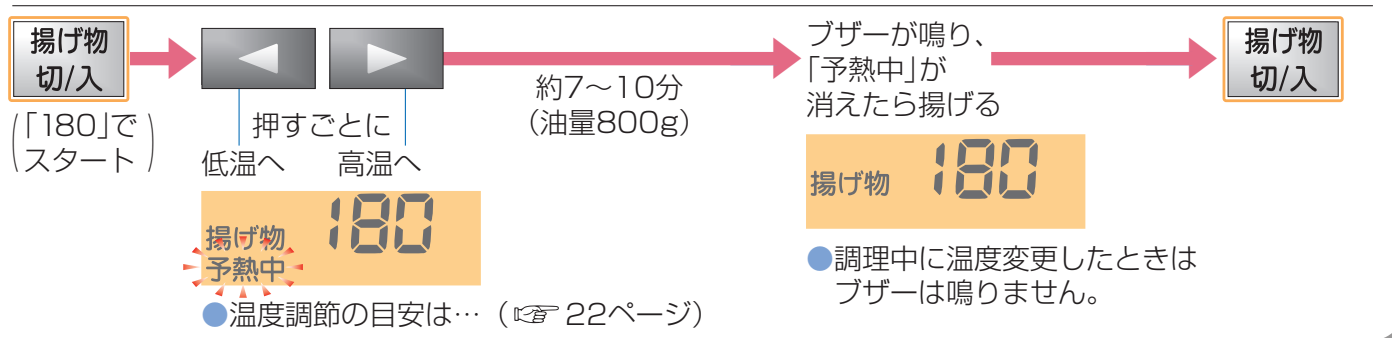 揚げ物
切/入
(「180」で
スタート)
押すごとに
低温へ
高温へ
180
揚げ物
予熱中
●温度調節の目安は…(☞22ページ)
約7～10分
(油量800g)
ブザーが鳴り、
「予熱中」が
消えたら揚げる
180
揚げ物
●調理中に温度変更したときは
ブザーは鳴りません。
揚げ物
切/入